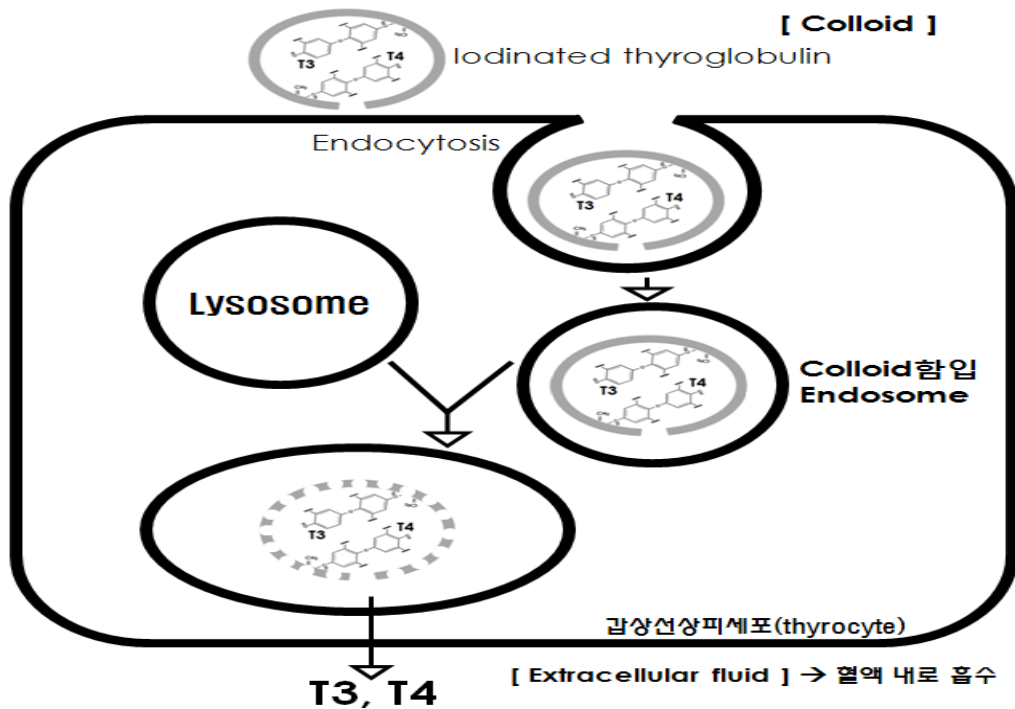 [ Colloid ]
T3
T4
Iodinated thyroglobulin
Endocytosis
T3
T4
Lysosome
T3
T4
Colloid함입
Endosome
T3
T4
갑상선상피세포(thyrocyte)
[ Extracellular fluid ] → 혈액 내로 흡수
T3, T4